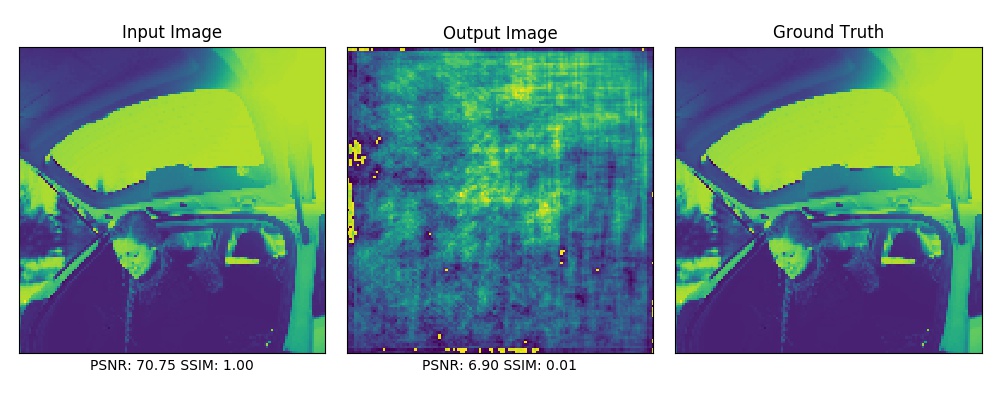 Input Image
Output Image
Ground Truth
PSNR: 70.75 SSIM: 1.00
PSNR: 6.90 SSIM: 0.01